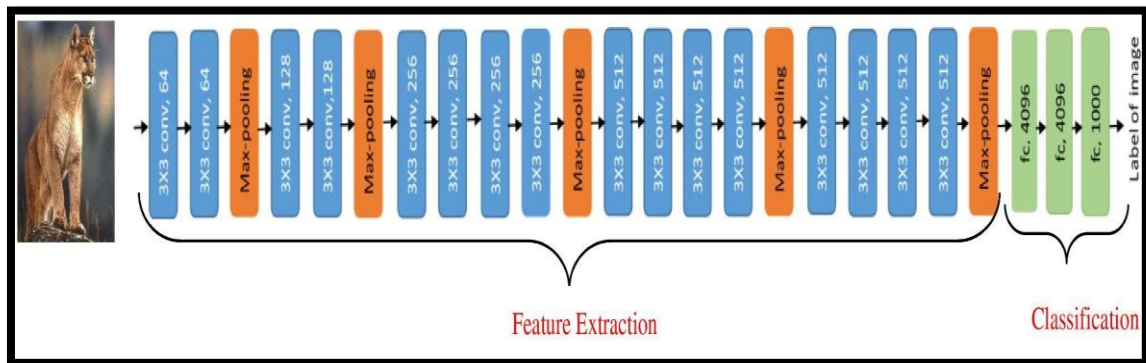 3X3 conv, 64
3X3 conv, 64
Max-pooling
3X3 conv, 128
3X3 conv,128
Max-pooling
3X3 conv, 256
3X3 conv, 256
3X3 conv, 256
3X3 conv, 256
Max-pooling
3X3 conv, 512
3X3 conv, 512
3X3 conv, 512
3X3 conv, 512
Max-pooling
3X3 conv, 512
3X3 conv, 512
3X3 conv, 512
3X3 conv, 512
Max-pooling
fc. 4096
fc, 4096
fc, 1000
Label of image
Feature Extraction
Classification